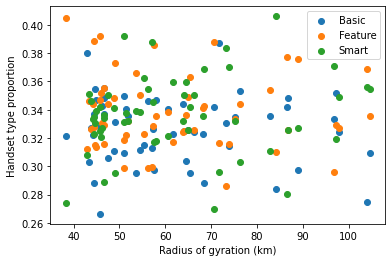 0.40
0.38
0.36
0.34
0.32
0.30
0.28
0.26
Handset type proportion
40 50 60 70 80 90 100
Radius of gyration (km)
Basic
Feature
Smart